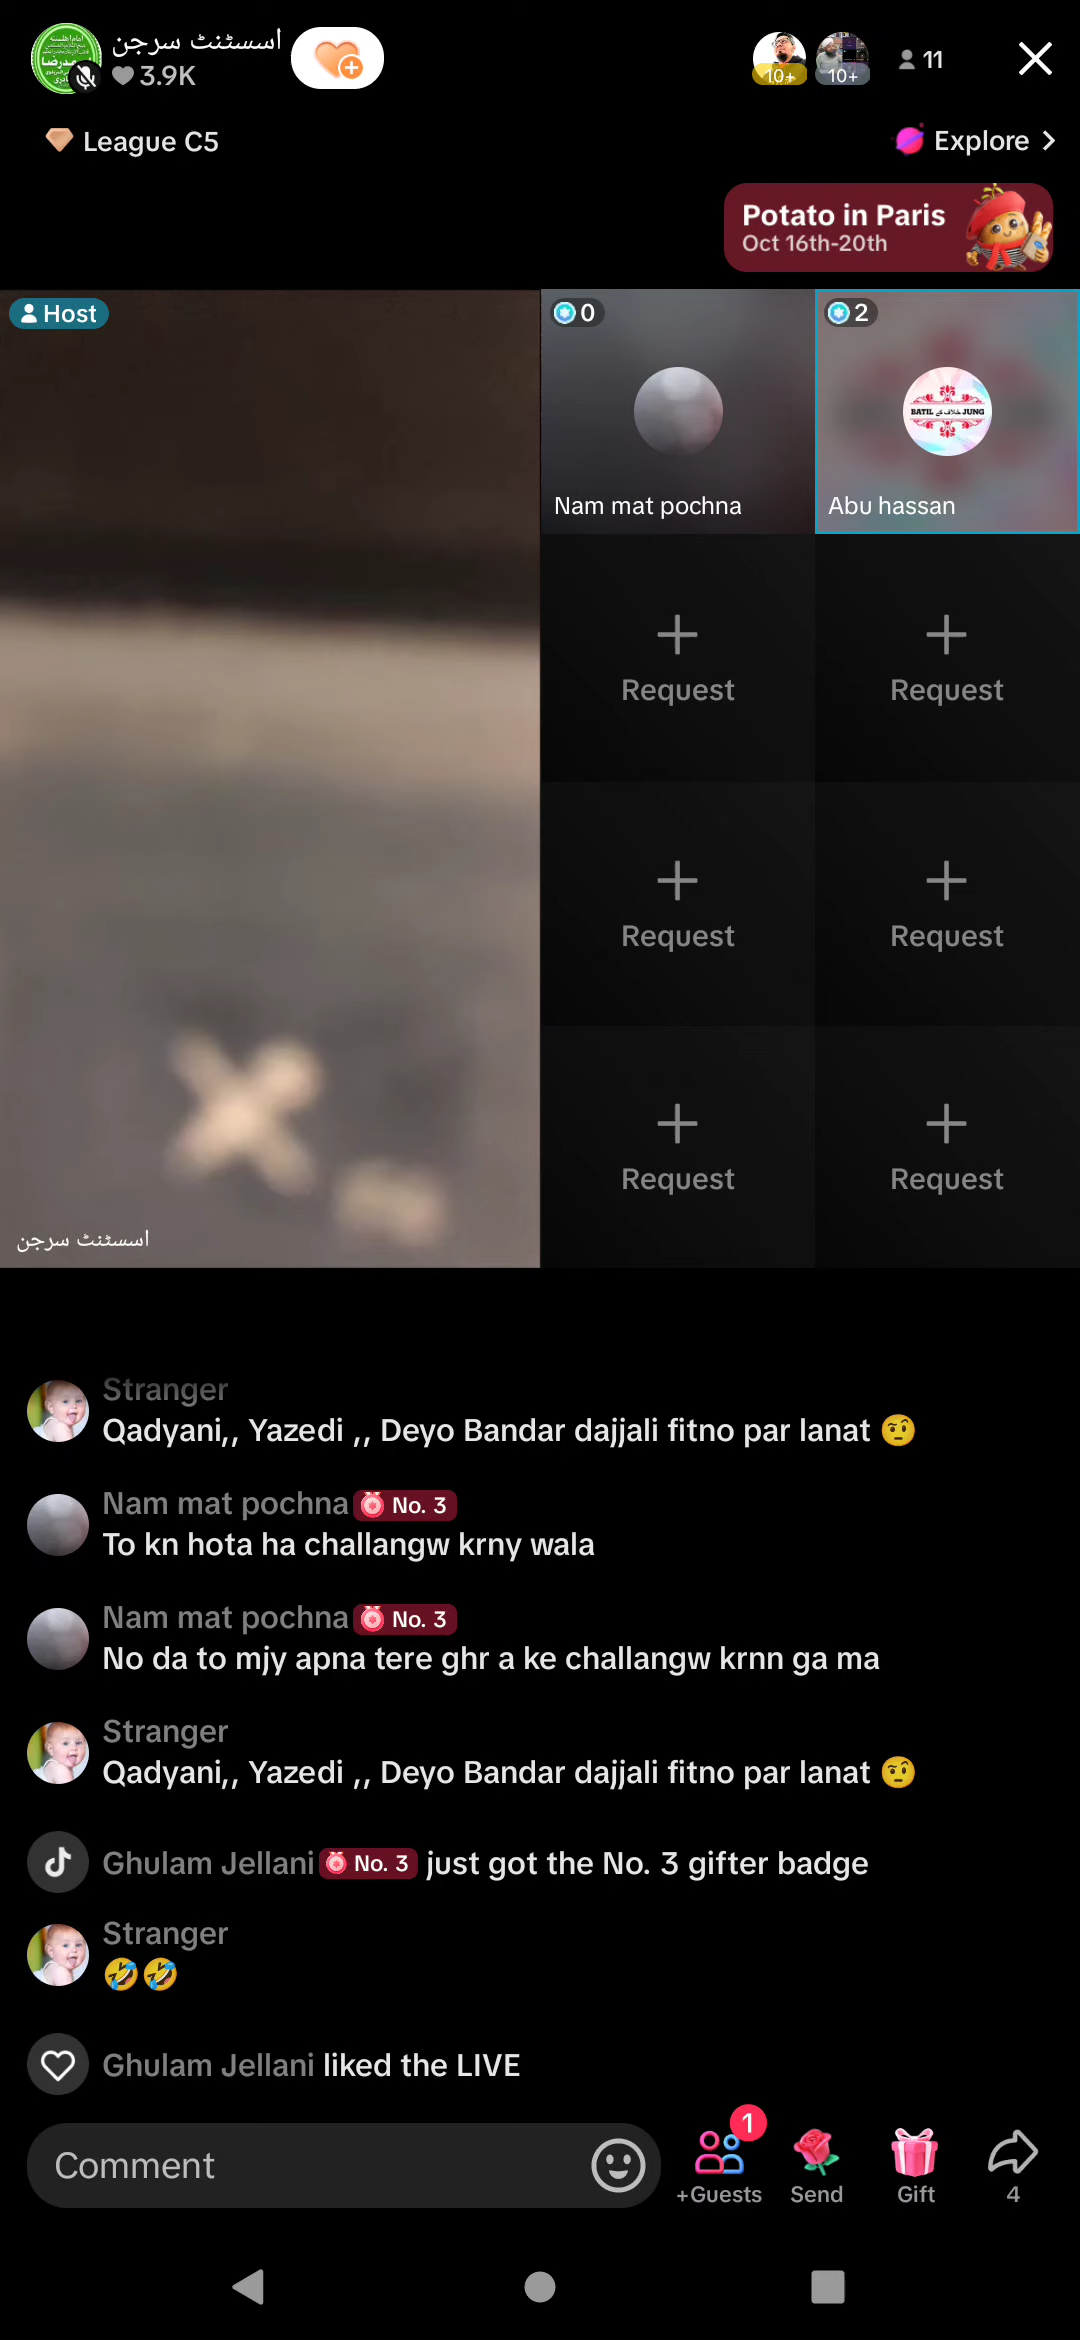 اسسٹنٹ سرجن
3.9K
10+
10+
11
League C5
Explore
Potato in Paris
Oct 16th-20th
Host
0
2
BATIL خلاف کے JUNG
Nam mat pochna
Abu hassan
Request
Request
Request
Request
Request
Request
اسسٹنٹ سرجن
Stranger
Qadyani,, Yazedi ,, Deyo Bandar dajjali fitno par lanat 🤨
Nam mat pochna No. 3
To kn hota ha challangw krny wala
Nam mat pochna No. 3
No da to mjy apna tere ghr a ke challangw krnn ga ma
Stranger
Qadyani,, Yazedi ,, Deyo Bandar dajjali fitno par lanat 🤨
Ghulam Jellani No. 3 just got the No. 3 gifter badge
Stranger
🤣🤣
Ghulam Jellani liked the LIVE
Comment
1
+Guests
Send
Gift
4